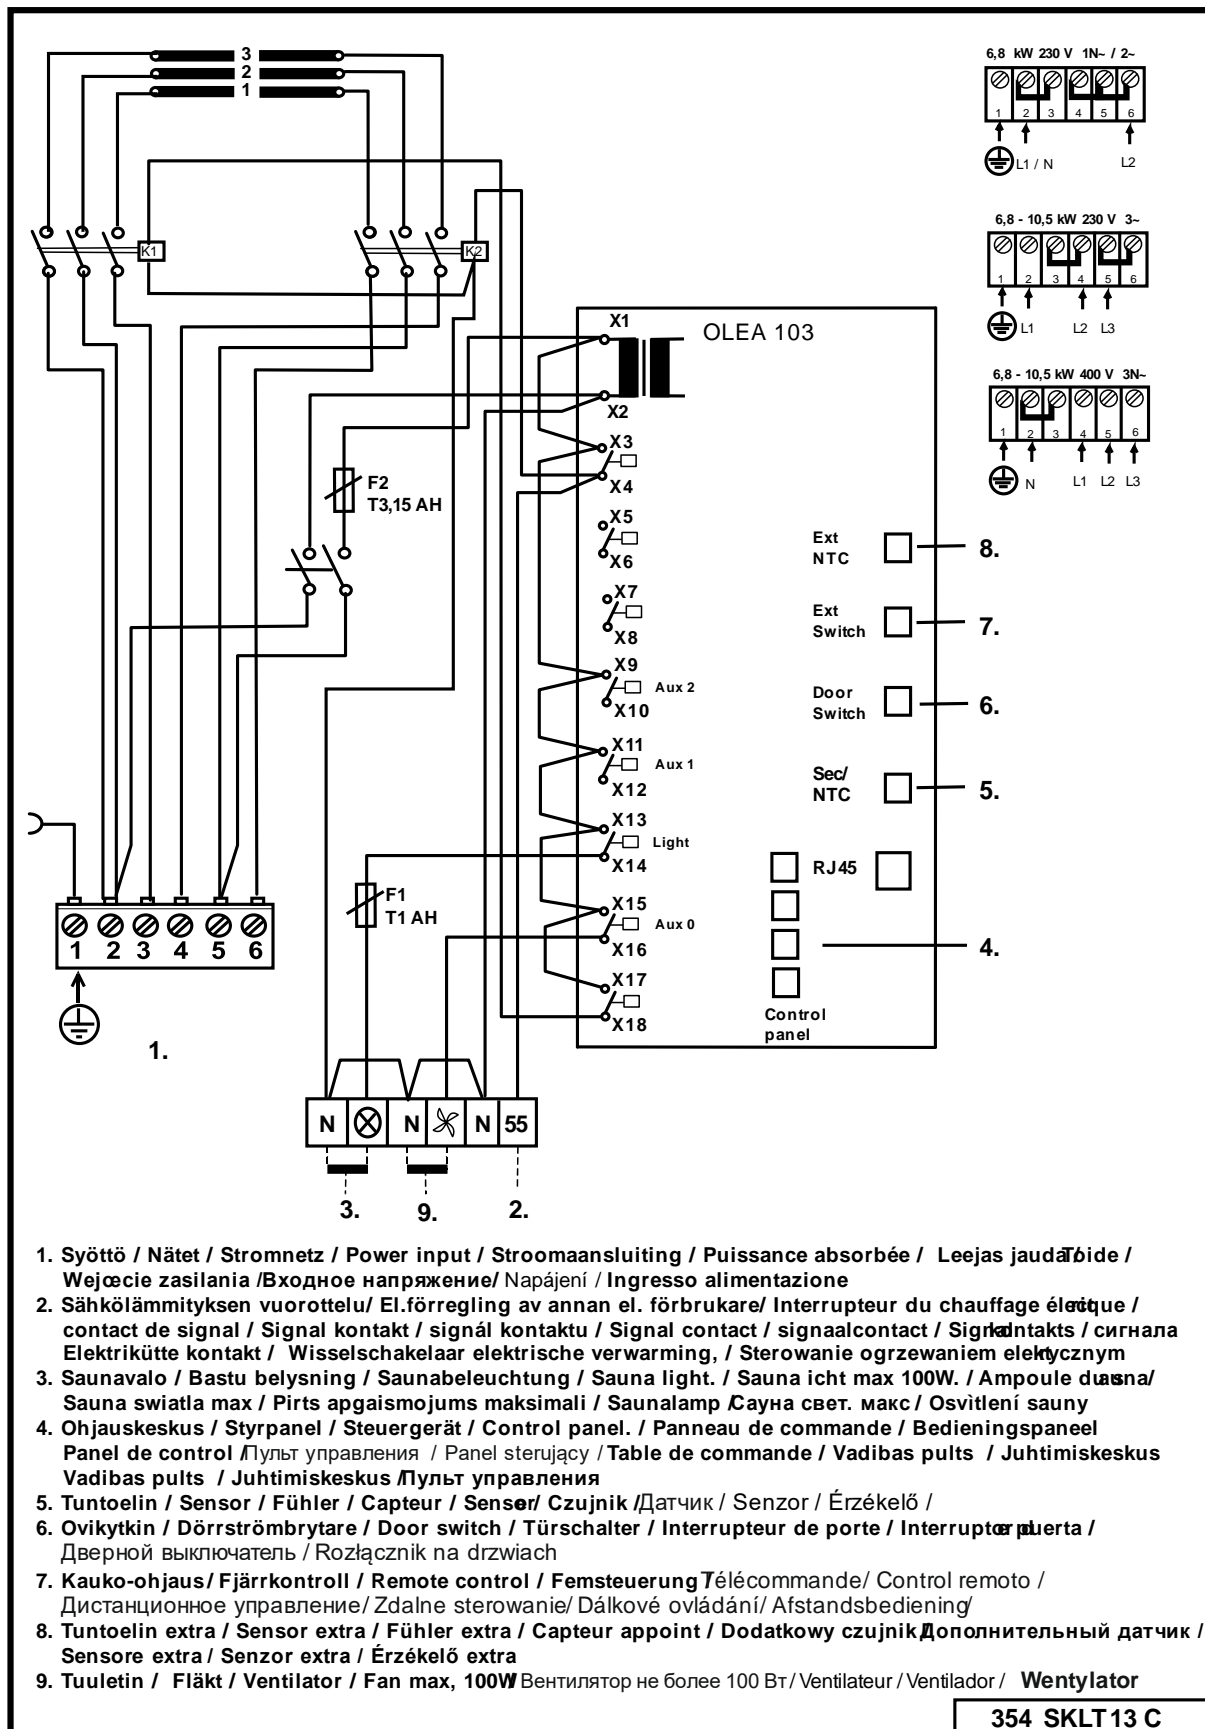 3
2
1
K1
K2
6,8 kW 230 V 1N~ / 2~
1 2 3 4 5 6
L1 / N L2
6,8 - 10,5 kW 230 V 3~
1 2 3 4 5 6
L1 L2 L3
6,8 - 10,5 kW 400 V 3N~
1 2 3 4 5 6
N L1 L2 L3
OLEA 103
X1
X2
X3
X4
X5
X6
X7
X8
X9
Aux 2
X10
X11
Aux 1
X12
X13
Light
X14
X15
Aux 0
X16
X17
X18
F2
T3,15 AH
F1
T1 AH
Ext
NTC
8.
Ext
Switch
7.
Door
Switch
6.
Sec/
NTC
5.
RJ45
4.
Control
panel
1 2 3 4 5 6
1.
N N N 55
3. 9. 2.
1. Syöttö / Nätet / Stromnetz / Power input / Stroomaansluiting / Puissance absorbée / Leejas jauda / Toide /
Wejœcie zasilania /Входное напряжение/ Napájení / Ingresso alimentazione
2. Sähkölämmityksen vuorottelu/ El.förregling av annan el. förbrukare/ Interrupteur du chauffage électrique /
contact de signal / Signal kontakt / signál kontaktu / Signal contact / signaalcontact / Signalkontakts / сигнала
Elektrikütte kontakt / Wisselschakelaar elektrische verwarming, / Sterowanie ogrzewaniem elektycznym
3. Saunavalo / Bastu belysning / Saunabeleuchtung / Sauna light. / Sauna icht max 100W. / Ampoule du sauna/
Sauna swiatla max / Pirts apgaismojums maksimali / Saunalamp /Сауна свет. макс / Osvìtlení sauny
4. Ohjauskeskus / Styrpanel / Steuergerät / Control panel. / Panneau de commande / Bedieningspaneel
Panel de control /Пульт управления / Panel sterujący / Table de commande / Vadibas pults / Juhtimiskeskus
Vadibas pults / Juhtimiskeskus /Пульт управления
5. Tuntoelin / Sensor / Fühler / Capteur / Sensor/ Czujnik /Датчик / Senzor / Érzékelő /
6. Ovikytkin / Dörrströmbrytare / Door switch / Türschalter / Interrupteur de porte / Interruptor puerta /
Дверной выключатель / Rozłącznik na drzwiach
7. Kauko-ohjaus/ Fjärrkontroll / Remote control / Femsteuerung Télécommande/ Control remoto /
Дистанционное управление/ Zdalne sterowanie/ Dálkové ovládání/ Afstandsbediening/
8. Tuntoelin extra / Sensor extra / Fühler extra / Capteur appoint / Dodatkowy czujnik Дополнительный датчик /
Sensore extra / Senzor extra / Érzékelő extra
9. Tuuletin / Fläkt / Ventilator / Fan max, 100W/ Вентилятор не более 100 Вт/ Ventilateur / Ventilador / Wentylator
354 SKLT 13 C